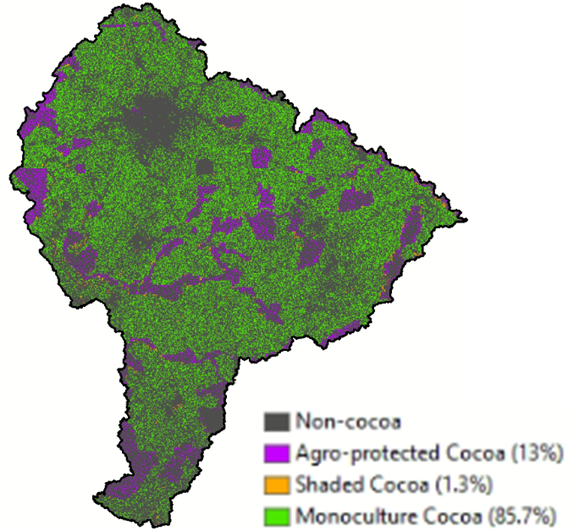 Non-cocoa
Agro-protected Cocoa (13%)
Shaded Cocoa (1.3%)
Monoculture Cocoa (85.7%)